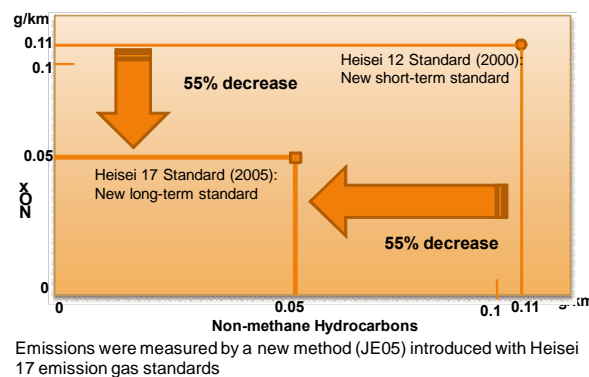 g/km
0.11
0.1
Heisei 12 Standard (2000):
New short-term standard
55% decrease
0.05
Heisei 17 Standard (2005):
New long-term standard
NOx
55% decrease
0
0
0.05
0.1
0.11
Non-methane Hydrocarbons
Emissions were measured by a new method (JE05) introduced with Heisei
17 emission gas standards